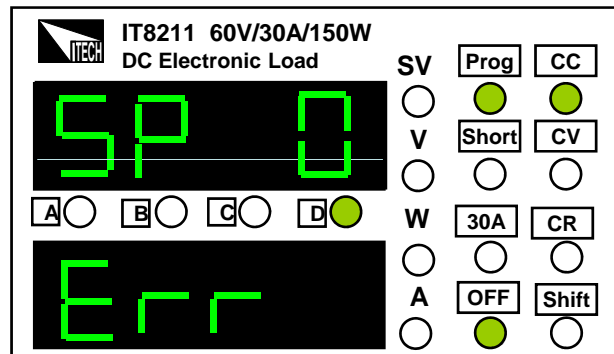 ITECH
IT8211 60V/30A/150W
DC Electronic Load
SV
Prog
CC
SP 0
V
Short
CV
A
B
C
D
W
30A
CR
Err
A
OFF
Shift